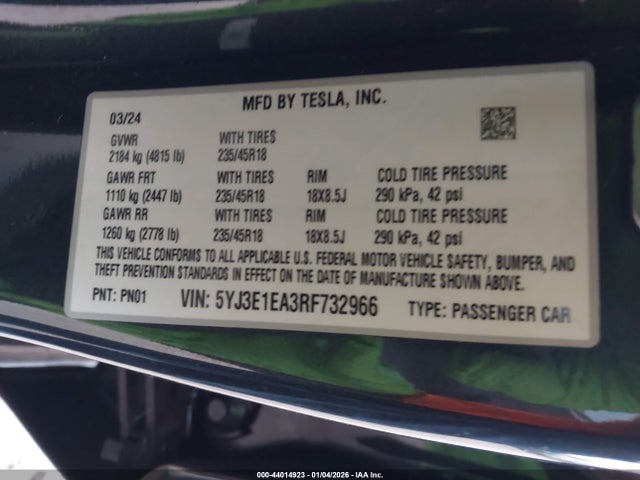 MFD BY TESLA, INC.
03/24
GVWR WITH TIRES
2184 kg (4815 lb) 235/45R18
GAWR FRT WITH TIRES RIM COLD TIRE PRESSURE
1110 kg (2447 lb) 235/45R18 18X8.5J 290 kPa, 42 psi
GAWR RR WITH TIRES RIM COLD TIRE PRESSURE
1260 kg (2778 lb) 235/45R18 18X8.5J 290 kPa, 42 psi
THIS VEHICLE CONFORMS TO ALL APPLICABLE U.S. FEDERAL MOTOR VEHICLE SAFETY, BUMPER, AND
THEFT PREVENTION STANDARDS IN EFFECT ON THE DATE OF MANUFACTURE SHOWN ABOVE.
PNT: PN01 VIN: 5YJ3E1EA3RF732966 TYPE: PASSENGER CAR
000-44014923 - 01/04/2026 - IAA Inc.